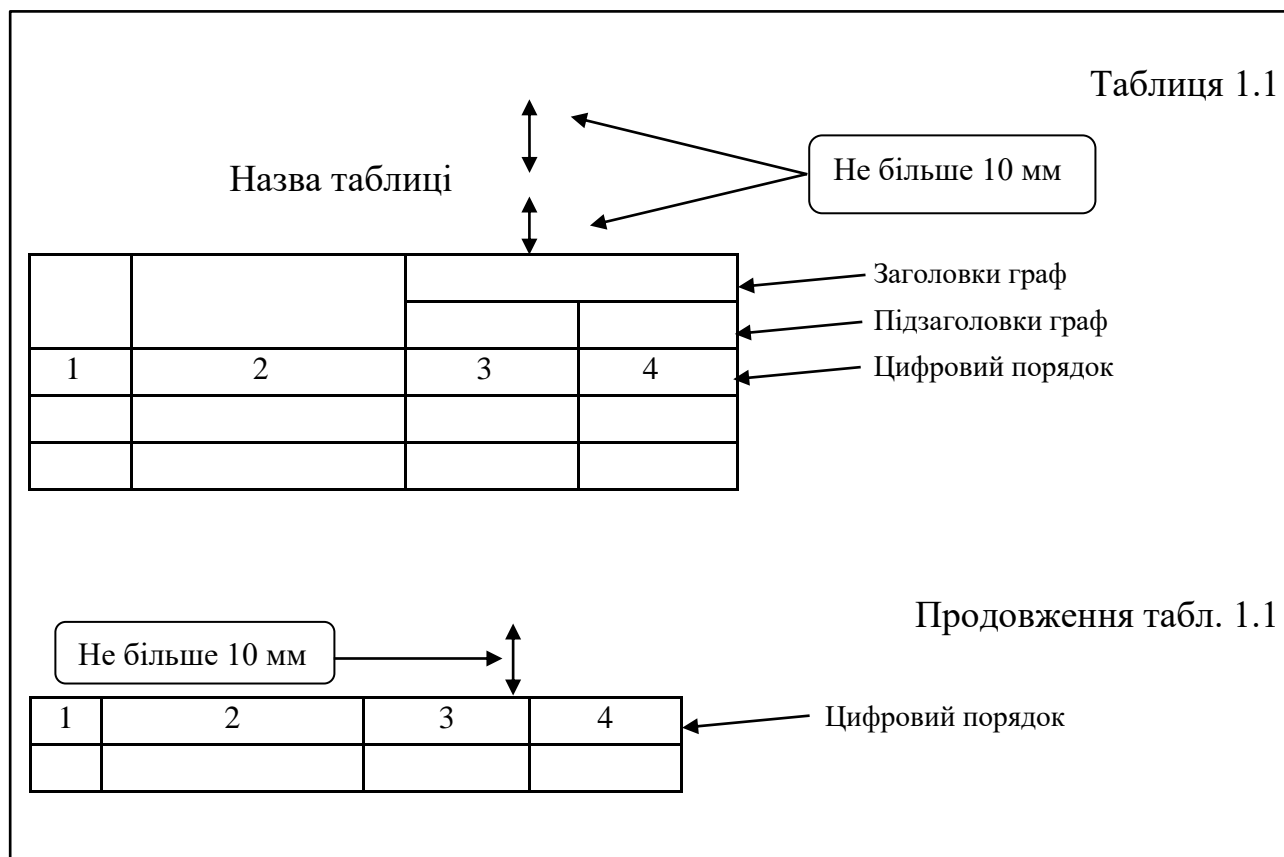 Таблиця 1.1
Не більше 10 мм
Назва таблиці
Заголовки граф
Підзаголовки граф
1 2 3 4 Цифровий порядок
Продовження табл. 1.1
Не більше 10 мм
1 2 3 4 Цифровий порядок